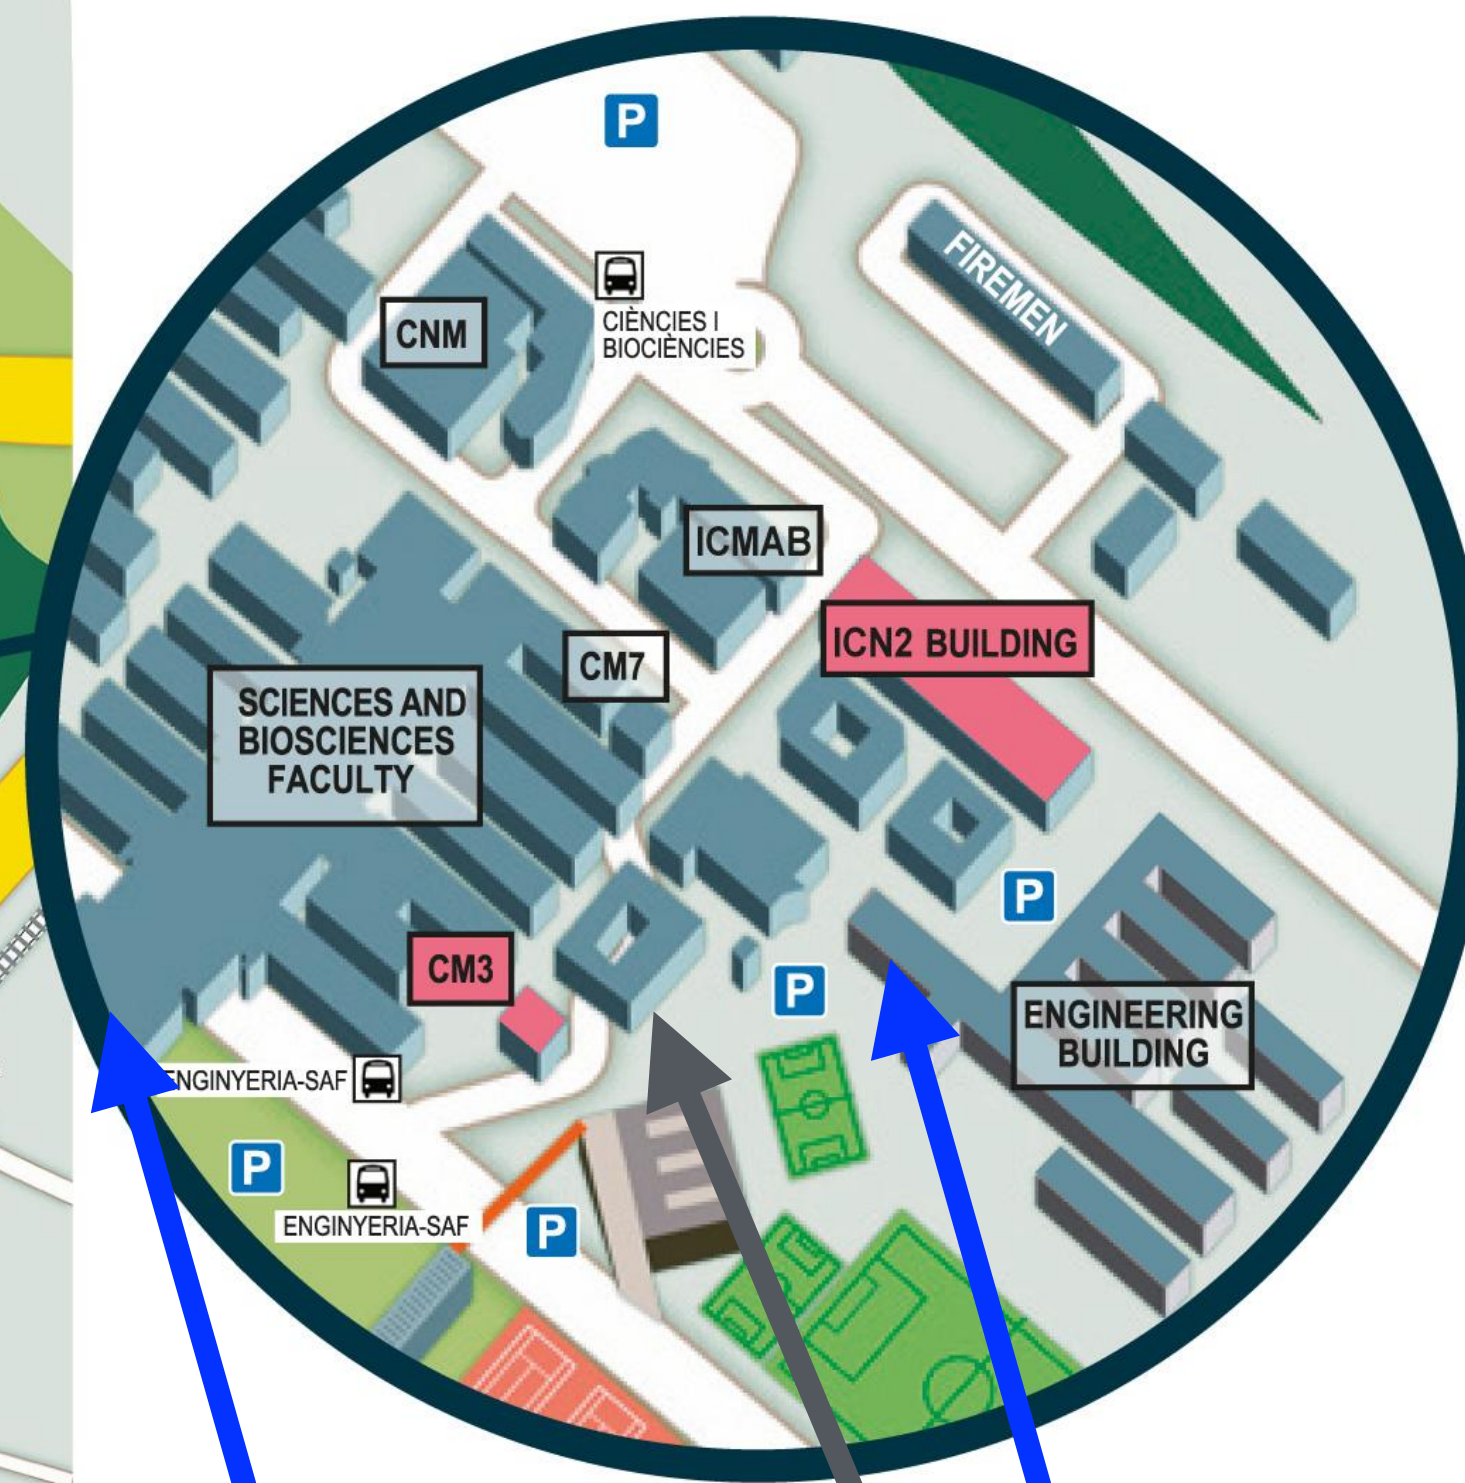 P
CIÈNCIES I
BIOCIÈNCIES
FIREMEN
CNM
ICMAB
CM7
ICN2 BUILDING
SCIENCES AND
BIOSCIENCES
FACULTY
P
CM3
P
ENGINEERING
BUILDING
ENGINYERIA-SAF
P
ENGINYERIA-SAF
P